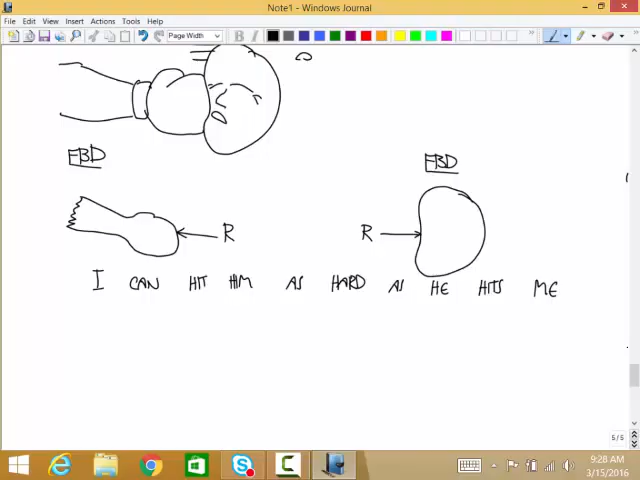 Note1 - Windows Journal
File Edit View Insert Actions Tools Help
Page Width
B I
FBD
FBD
R
R
I CAN HIT HIM AS HARD AS HE HITS ME
5/5
9:28 AM
3/15/2016